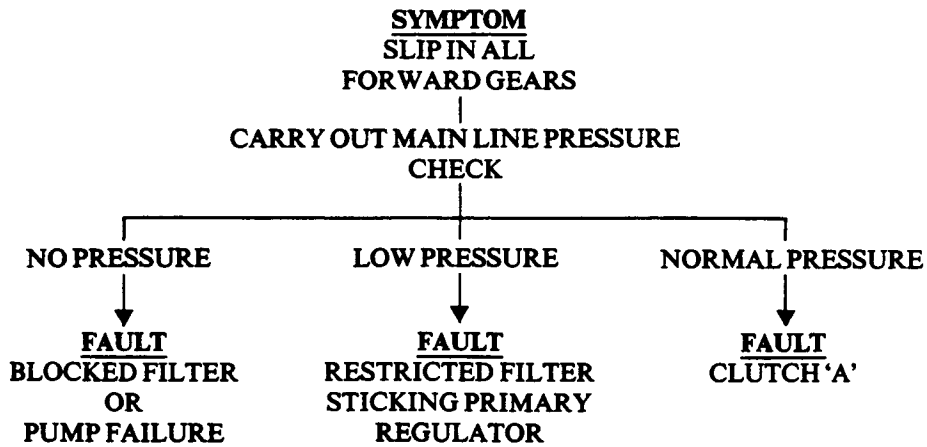 SYMPTOM
SLIP IN ALL
FORWARD GEARS
CARRY OUT MAIN LINE PRESSURE
CHECK
NO PRESSURE
LOW PRESSURE
NORMAL PRESSURE
FAULT
BLOCKED FILTER
OR
PUMP FAILURE
FAULT
RESTRICTED FILTER
STICKING PRIMARY
REGULATOR
FAULT
CLUTCH ‘A’